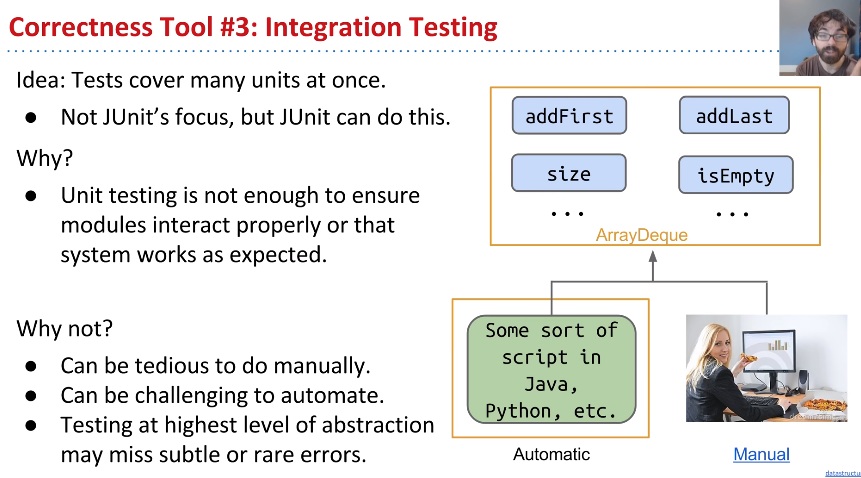 Correctness Tool #3: Integration Testing
Idea: Tests cover many units at once.
● Not JUnit’s focus, but JUnit can do this.
Why?
● Unit testing is not enough to ensure
modules interact properly or that
system works as expected.
Why not?
● Can be tedious to do manually.
● Can be challenging to automate.
● Testing at highest level of abstraction
may miss subtle or rare errors.
addFirst
addLast
size
isEmpty
...
...
ArrayDeque
Some sort of
script in
Java,
Python, etc.
Automatic
Manual
datastructu